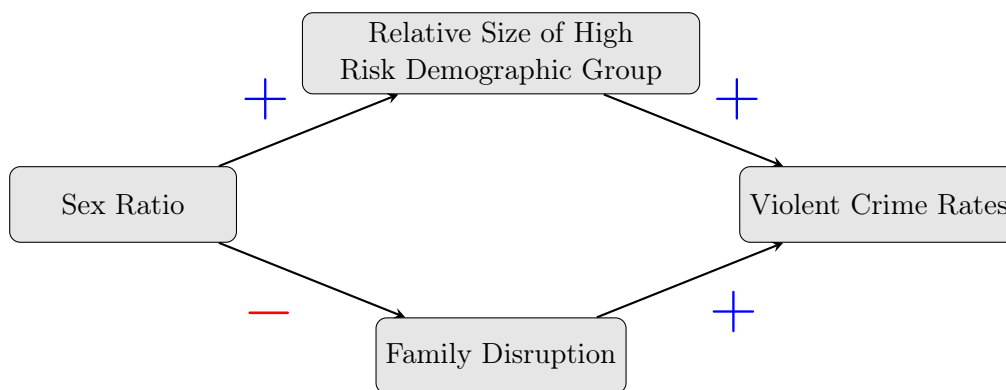 Relative Size of High
Risk Demographic Group
+
+
Sex Ratio
Violent Crime Rates
−
+
Family Disruption